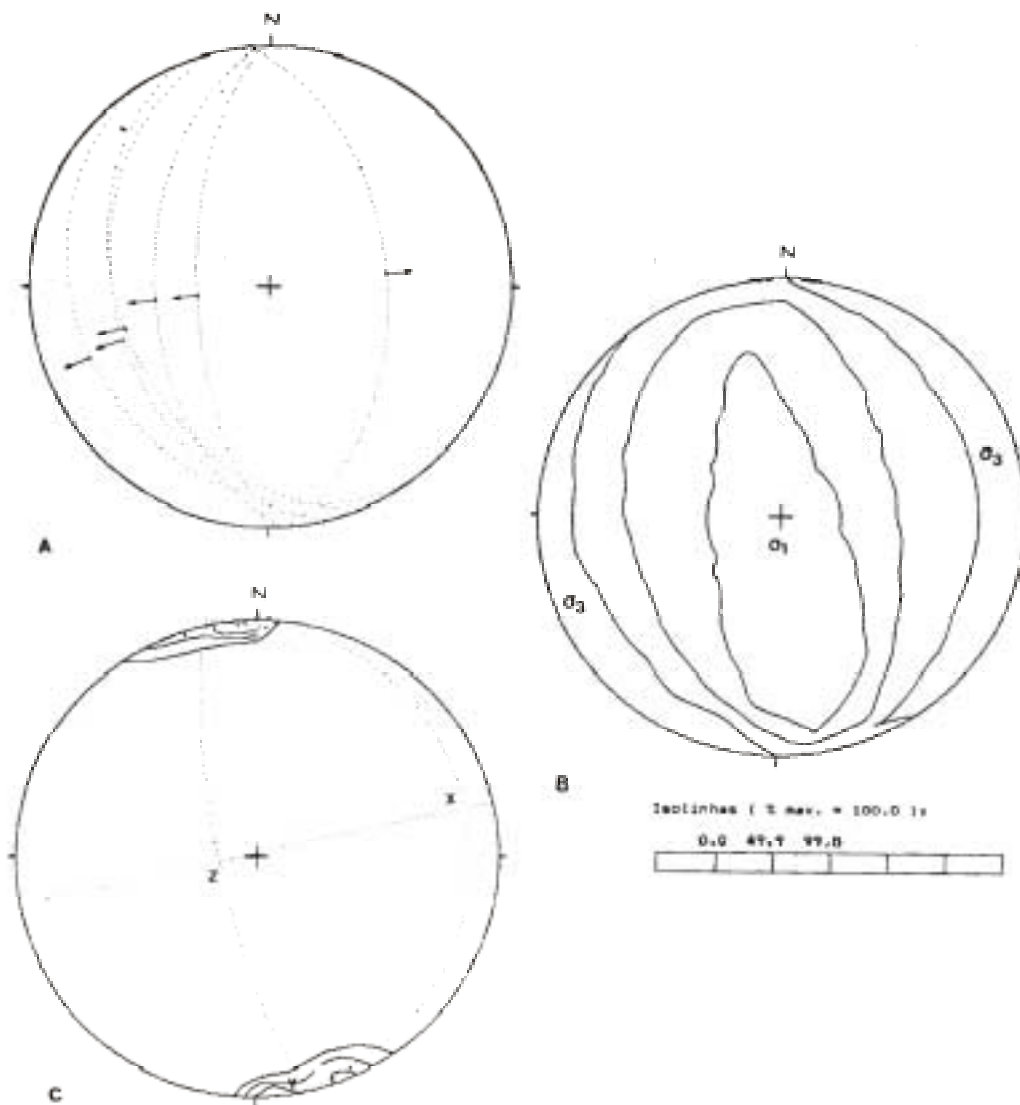 N
A
N
σ3
σ1
σ3
B
N
X
Z
Y
C
Isolinhas ( % max. = 100.0 ):
0.0 49.9 99.8